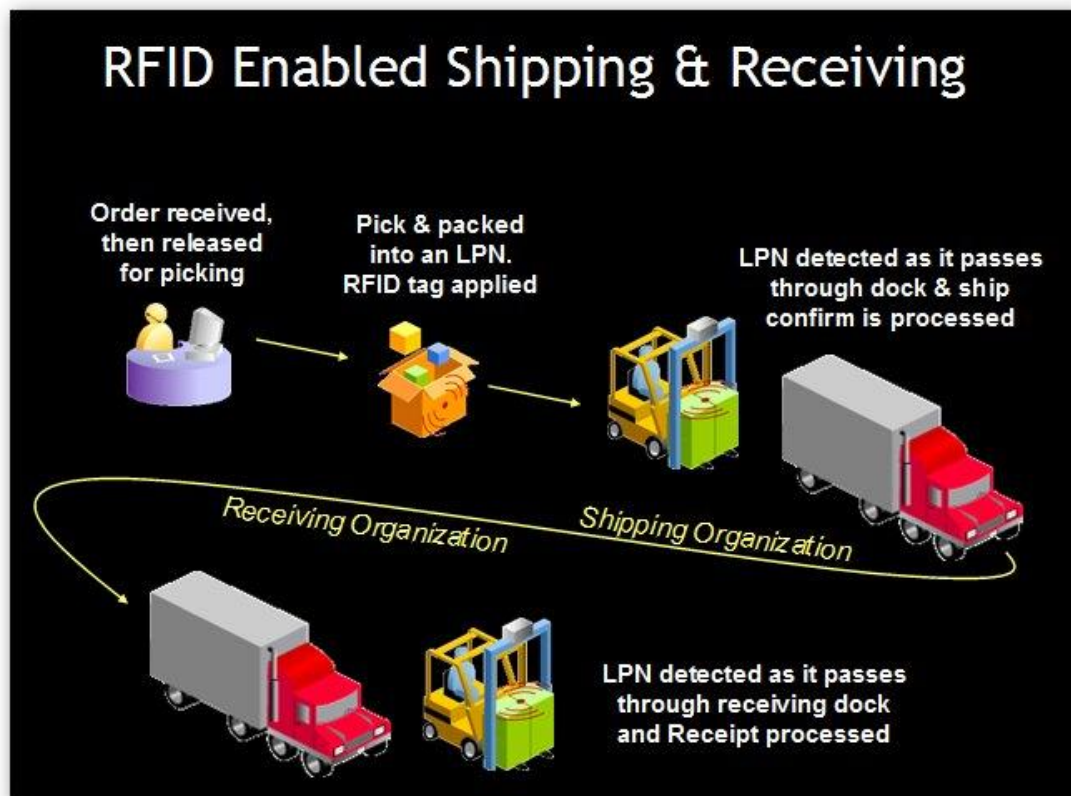 RFID Enabled Shipping & Receiving
Order received,
then released
for picking
Pick & packed
into an LPN.
RFID tag applied
LPN detected as it passes
through dock & ship
confirm is processed
Shipping Organization
Receiving Organization
LPN detected as it passes
through receiving dock
and Receipt processed